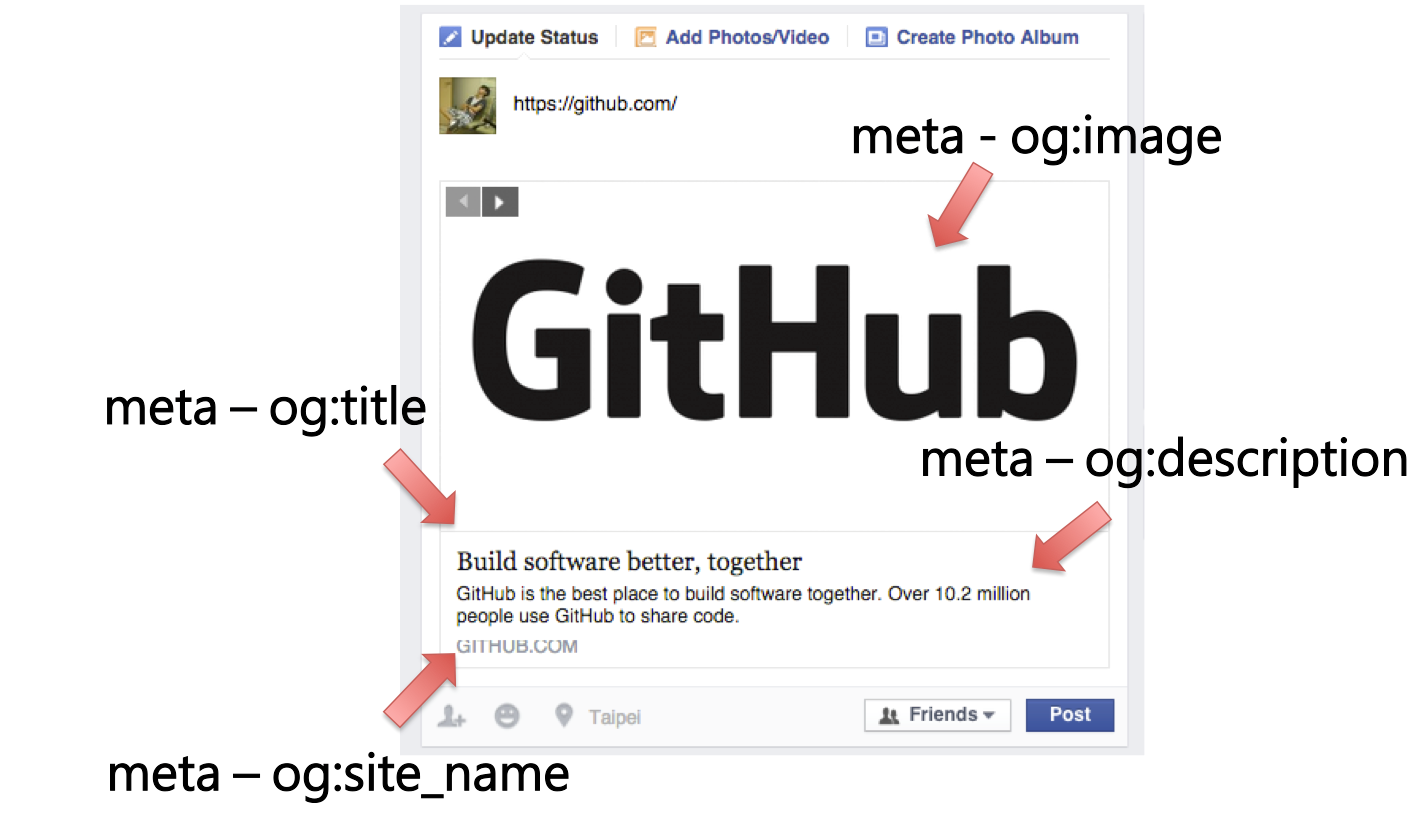 Update Status Add Photos/Video Create Photo Album
https://github.com/
meta - og:image
GitHub
meta – og:title
meta – og:description
Build software better, together
GitHub is the best place to build software together. Over 10.2 million
people use GitHub to share code.
GITHUB.COM
Taipei Friends Post
meta – og:site_name